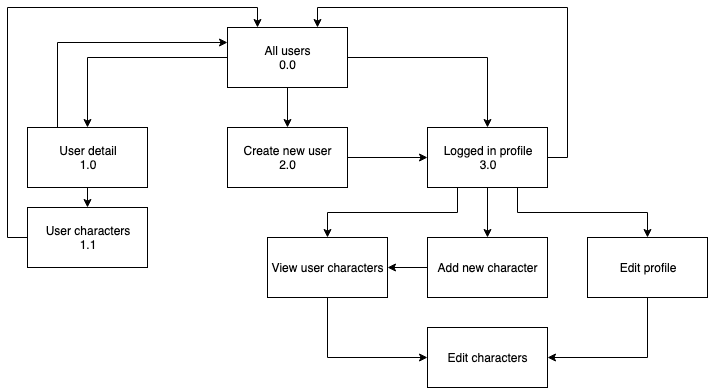 All users
0.0
User detail
1.0
Create new user
2.0
Logged in profile
3.0
User characters
1.1
View user characters
Add new character
Edit profile
Edit characters